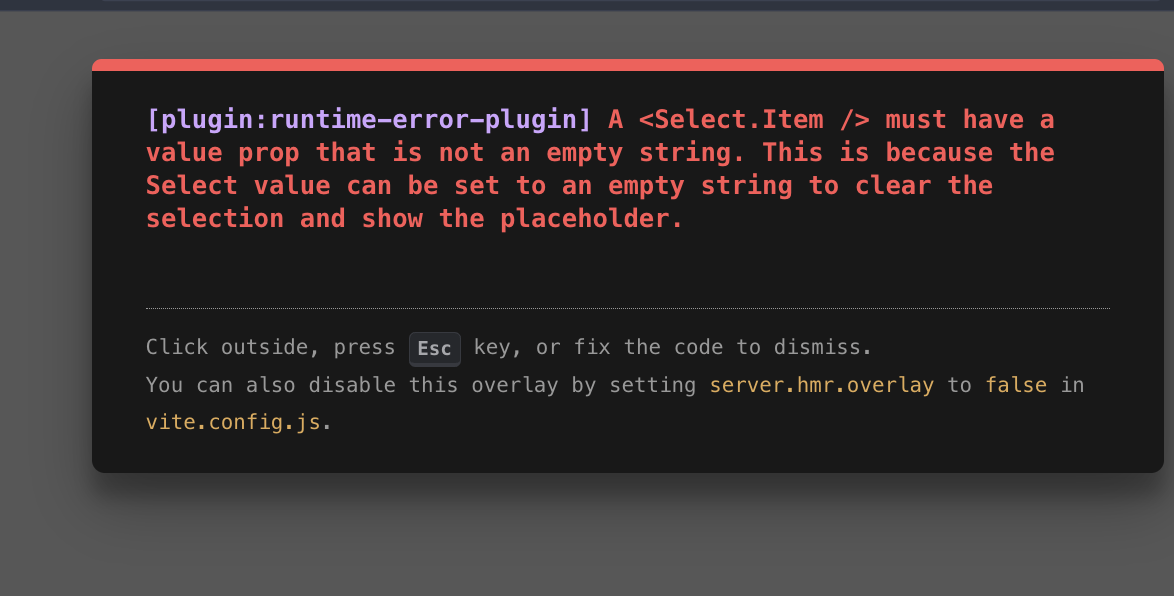 [plugin:runtime-error-plugin] A <Select.Item /> must have a
value prop that is not an empty string. This is because the
Select value can be set to an empty string to clear the
selection and show the placeholder.
Click outside, press Esc key, or fix the code to dismiss.
You can also disable this overlay by setting server.hmr.overlay to false in
vite.config.js.